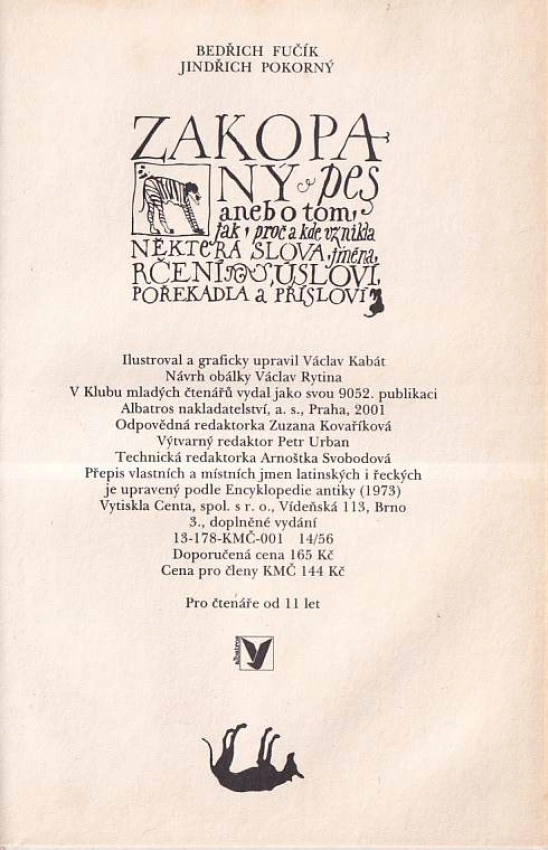 BEDŘICH FUČÍK
JINDŘICH POKORNÝ
ZAKOPA
NÝ pes
anebo tom,
jak, proč a kde vznikla
NĚKTERÁ SLOVA, jména,
RČENÍ, ÚSLOVÍ,
POŘEKADLA a PŘÍSLOVÍ
Ilustroval a graficky upravil Václav Kabát
Návrh obálky Václav Rytina
V Klubu mladých čtenářů vydal jako svou 9052. publikaci
Albatros nakladatelství, a. s., Praha, 2001
Odpovědná redaktorka Zuzana Kovaříková
Výtvarný redaktor Petr Urban
Technická redaktorka Arnoštka Svobodová
Přepis vlastních a místních jmen latinských i řeckých
je upravený podle Encyklopedie antiky (1973)
Vytiskla Centa, spol. s r. o., Vídeňská 113, Brno
3., doplněné vydání
13-178-KMČ-001 14/56
Doporučená cena 165 Kč
Cena pro členy KMČ 144 Kč
Pro čtenáře od 11 let
albatros